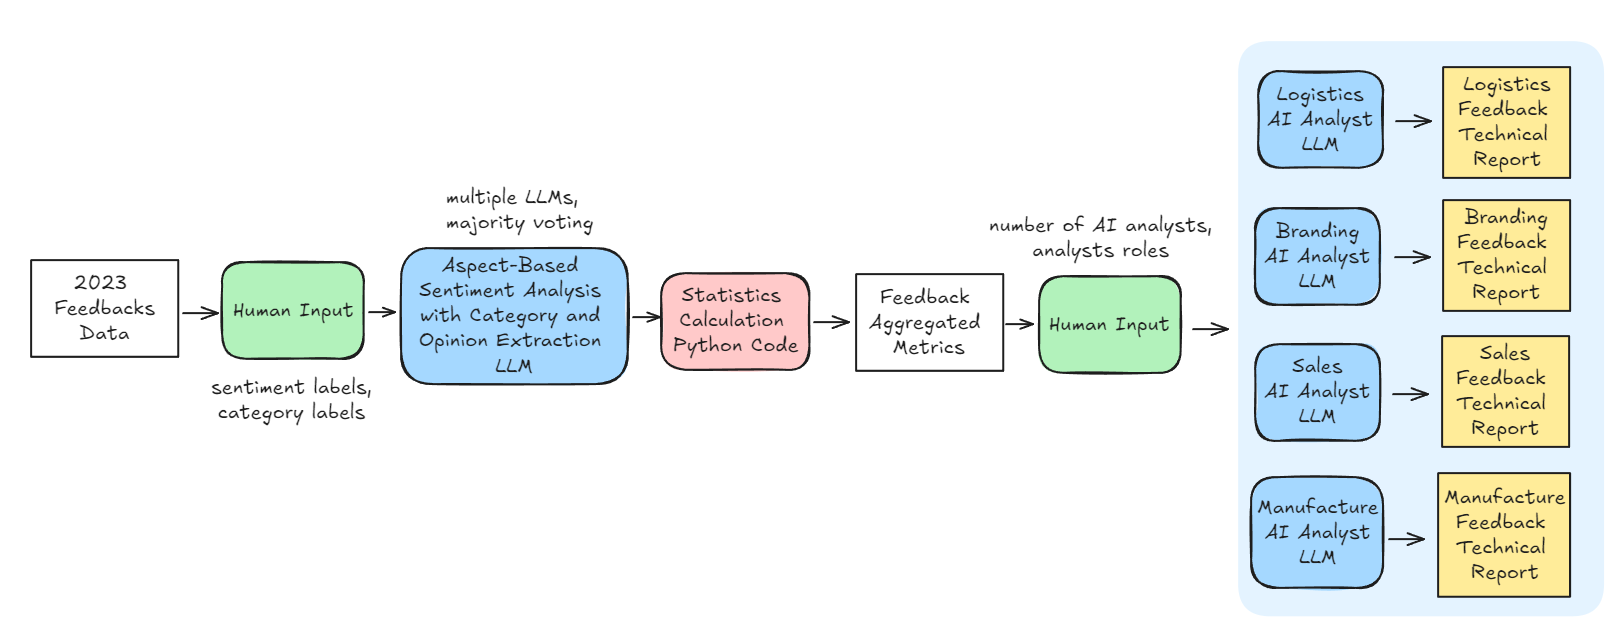 2023
Feedbacks
Data
Human Input
sentiment labels,
category labels
multiple LLMs,
majority voting
Aspect-Based
Sentiment Analysis
with Category and
Opinion Extraction
LLM
Statistics
Calculation
Python Code
Feedback
Aggregated
Metrics
number of AI analysts,
analysts roles
Human Input
Logistics
AI Analyst
LLM
Logistics
Feedback
Technical
Report
Branding
AI Analyst
LLM
Branding
Feedback
Technical
Report
Sales
AI Analyst
LLM
Sales
Feedback
Technical
Report
Manufacture
AI Analyst
LLM
Manufacture
Feedback
Technical
Report